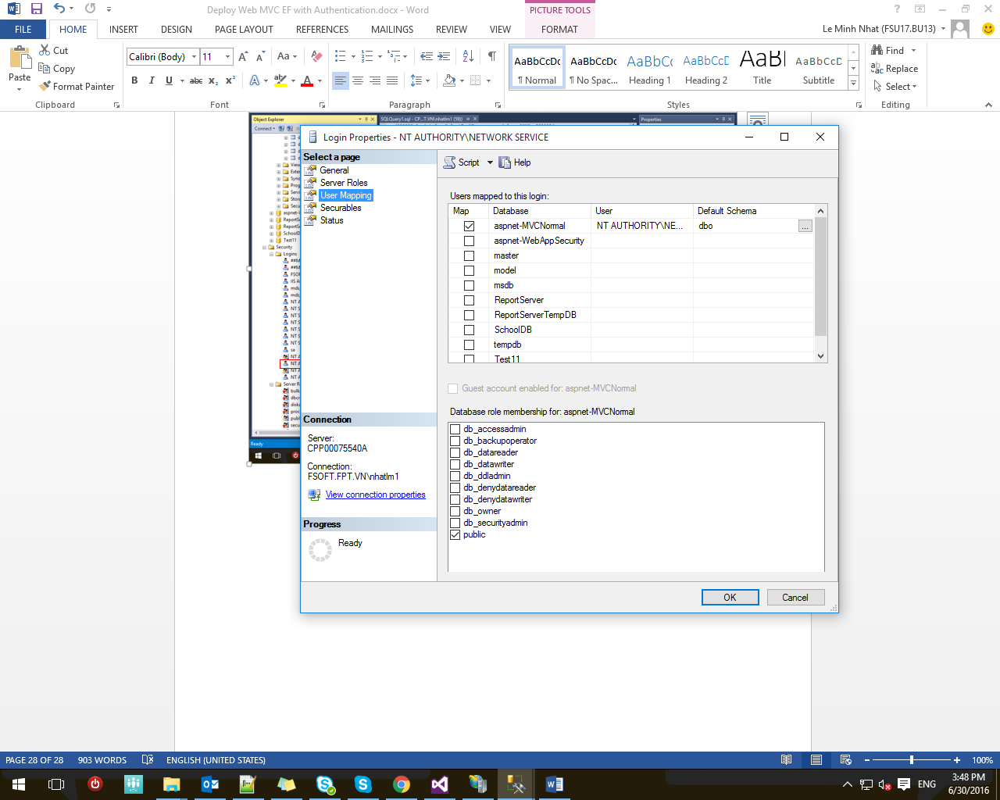 Deploy Web MVC EF with Authentication.docx - Word
PICTURE TOOLS
FILE HOME INSERT DESIGN PAGE LAYOUT REFERENCES MAILINGS REVIEW VIEW FORMAT
Le Minh Nhat (FSU17.BU13)
Paste
Cut
Copy
Format Painter
Clipboard
Calibri (Body) 11
Font
Paragraph
AaBbCcDc AaBbCcDc AaBbCc AaBbCcD AaBl AaBbCcD
¶ Normal ¶ No Spac... Heading 1 Heading 2 Title Subtitle
Styles
Find
Replace
Select
Editing
Object Explorer
SQLQuery1.sql - CP...T.VN\nhatlm1 (59))
Properties
Connect
Security
Logins
sa
Ready
Login Properties - NT AUTHORITY\NETWORK SERVICE
Select a page
General
Server Roles
User Mapping
Securables
Status
Script Help
Users mapped to this login:
Map Database User Default Schema
aspnet-MVCNormal NT AUTHORITY\NE... dbo ...
aspnet-WebAppSecurity
master
model
msdb
ReportServer
ReportServerTempDB
SchoolDB
tempdb
Test11
Guest account enabled for: aspnet-MVCNormal
Database role membership for: aspnet-MVCNormal
db_accessadmin
db_backupoperator
db_datareader
db_datawriter
db_ddladmin
db_denydatareader
db_denydatawriter
db_owner
db_securityadmin
public
Connection
Server:
CPP00075540A
Connection:
FSOFT.FPT.VN\nhatlm1
View connection properties
Progress
Ready
OK Cancel
PAGE 28 OF 28 903 WORDS ENGLISH (UNITED STATES) 100%
ENG
3:48 PM
6/30/2016